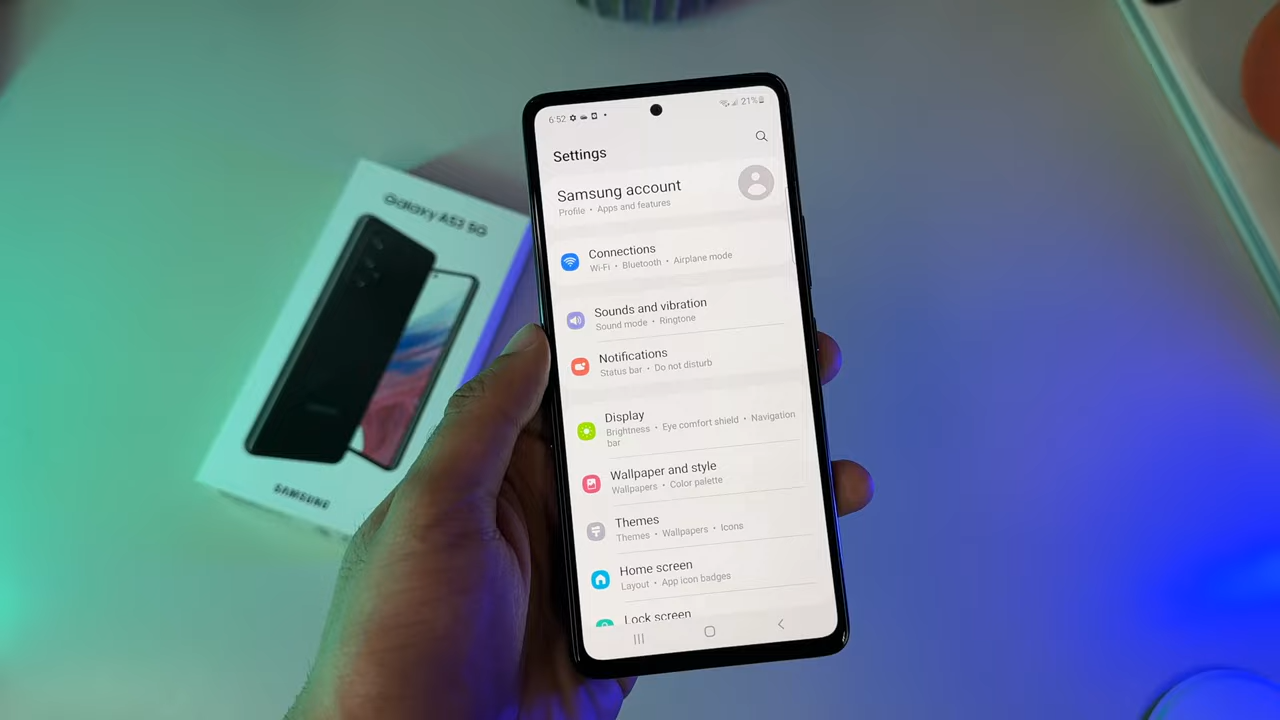 Galaxy A53 5G
SAMSUNG
6:52
21%
Settings
Samsung account
Profile • Apps and features
Connections
Wi-Fi • Bluetooth • Airplane mode
Sounds and vibration
Sound mode • Ringtone
Notifications
Status bar • Do not disturb
Display
Brightness • Eye comfort shield • Navigation
bar
Wallpaper and style
Wallpapers • Color palette
Themes
Themes • Wallpapers • Icons
Home screen
Layout • App icon badges
Lock screen